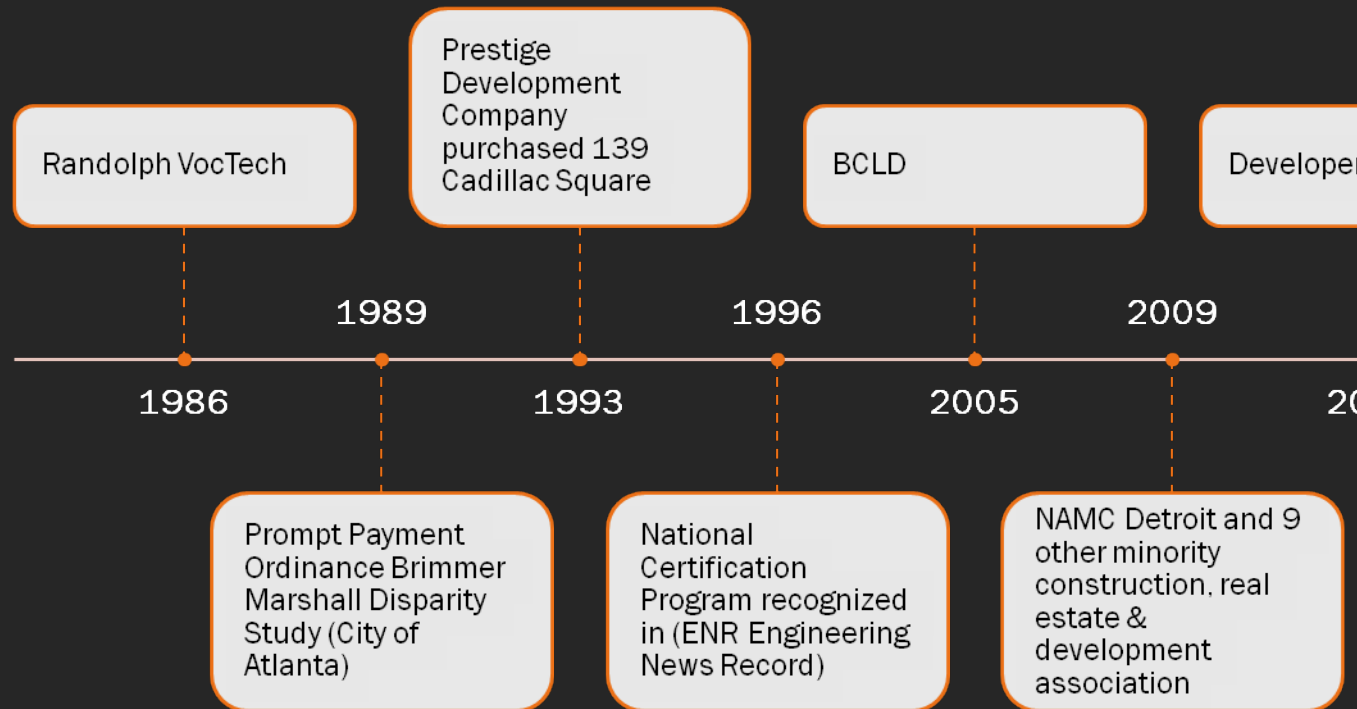 Prestige
Development
Company
purchased 139
Cadillac Square
Randolph VocTech
BCLD
1989
1996
2009
1986
1993
2005
Prompt Payment
Ordinance Brimmer
Marshall Disparity
Study (City of
Atlanta)
National
Certification
Program recognized
in (ENR Engineering
News Record)
NAMC Detroit and 9
other minority
construction, real
estate &
development
association